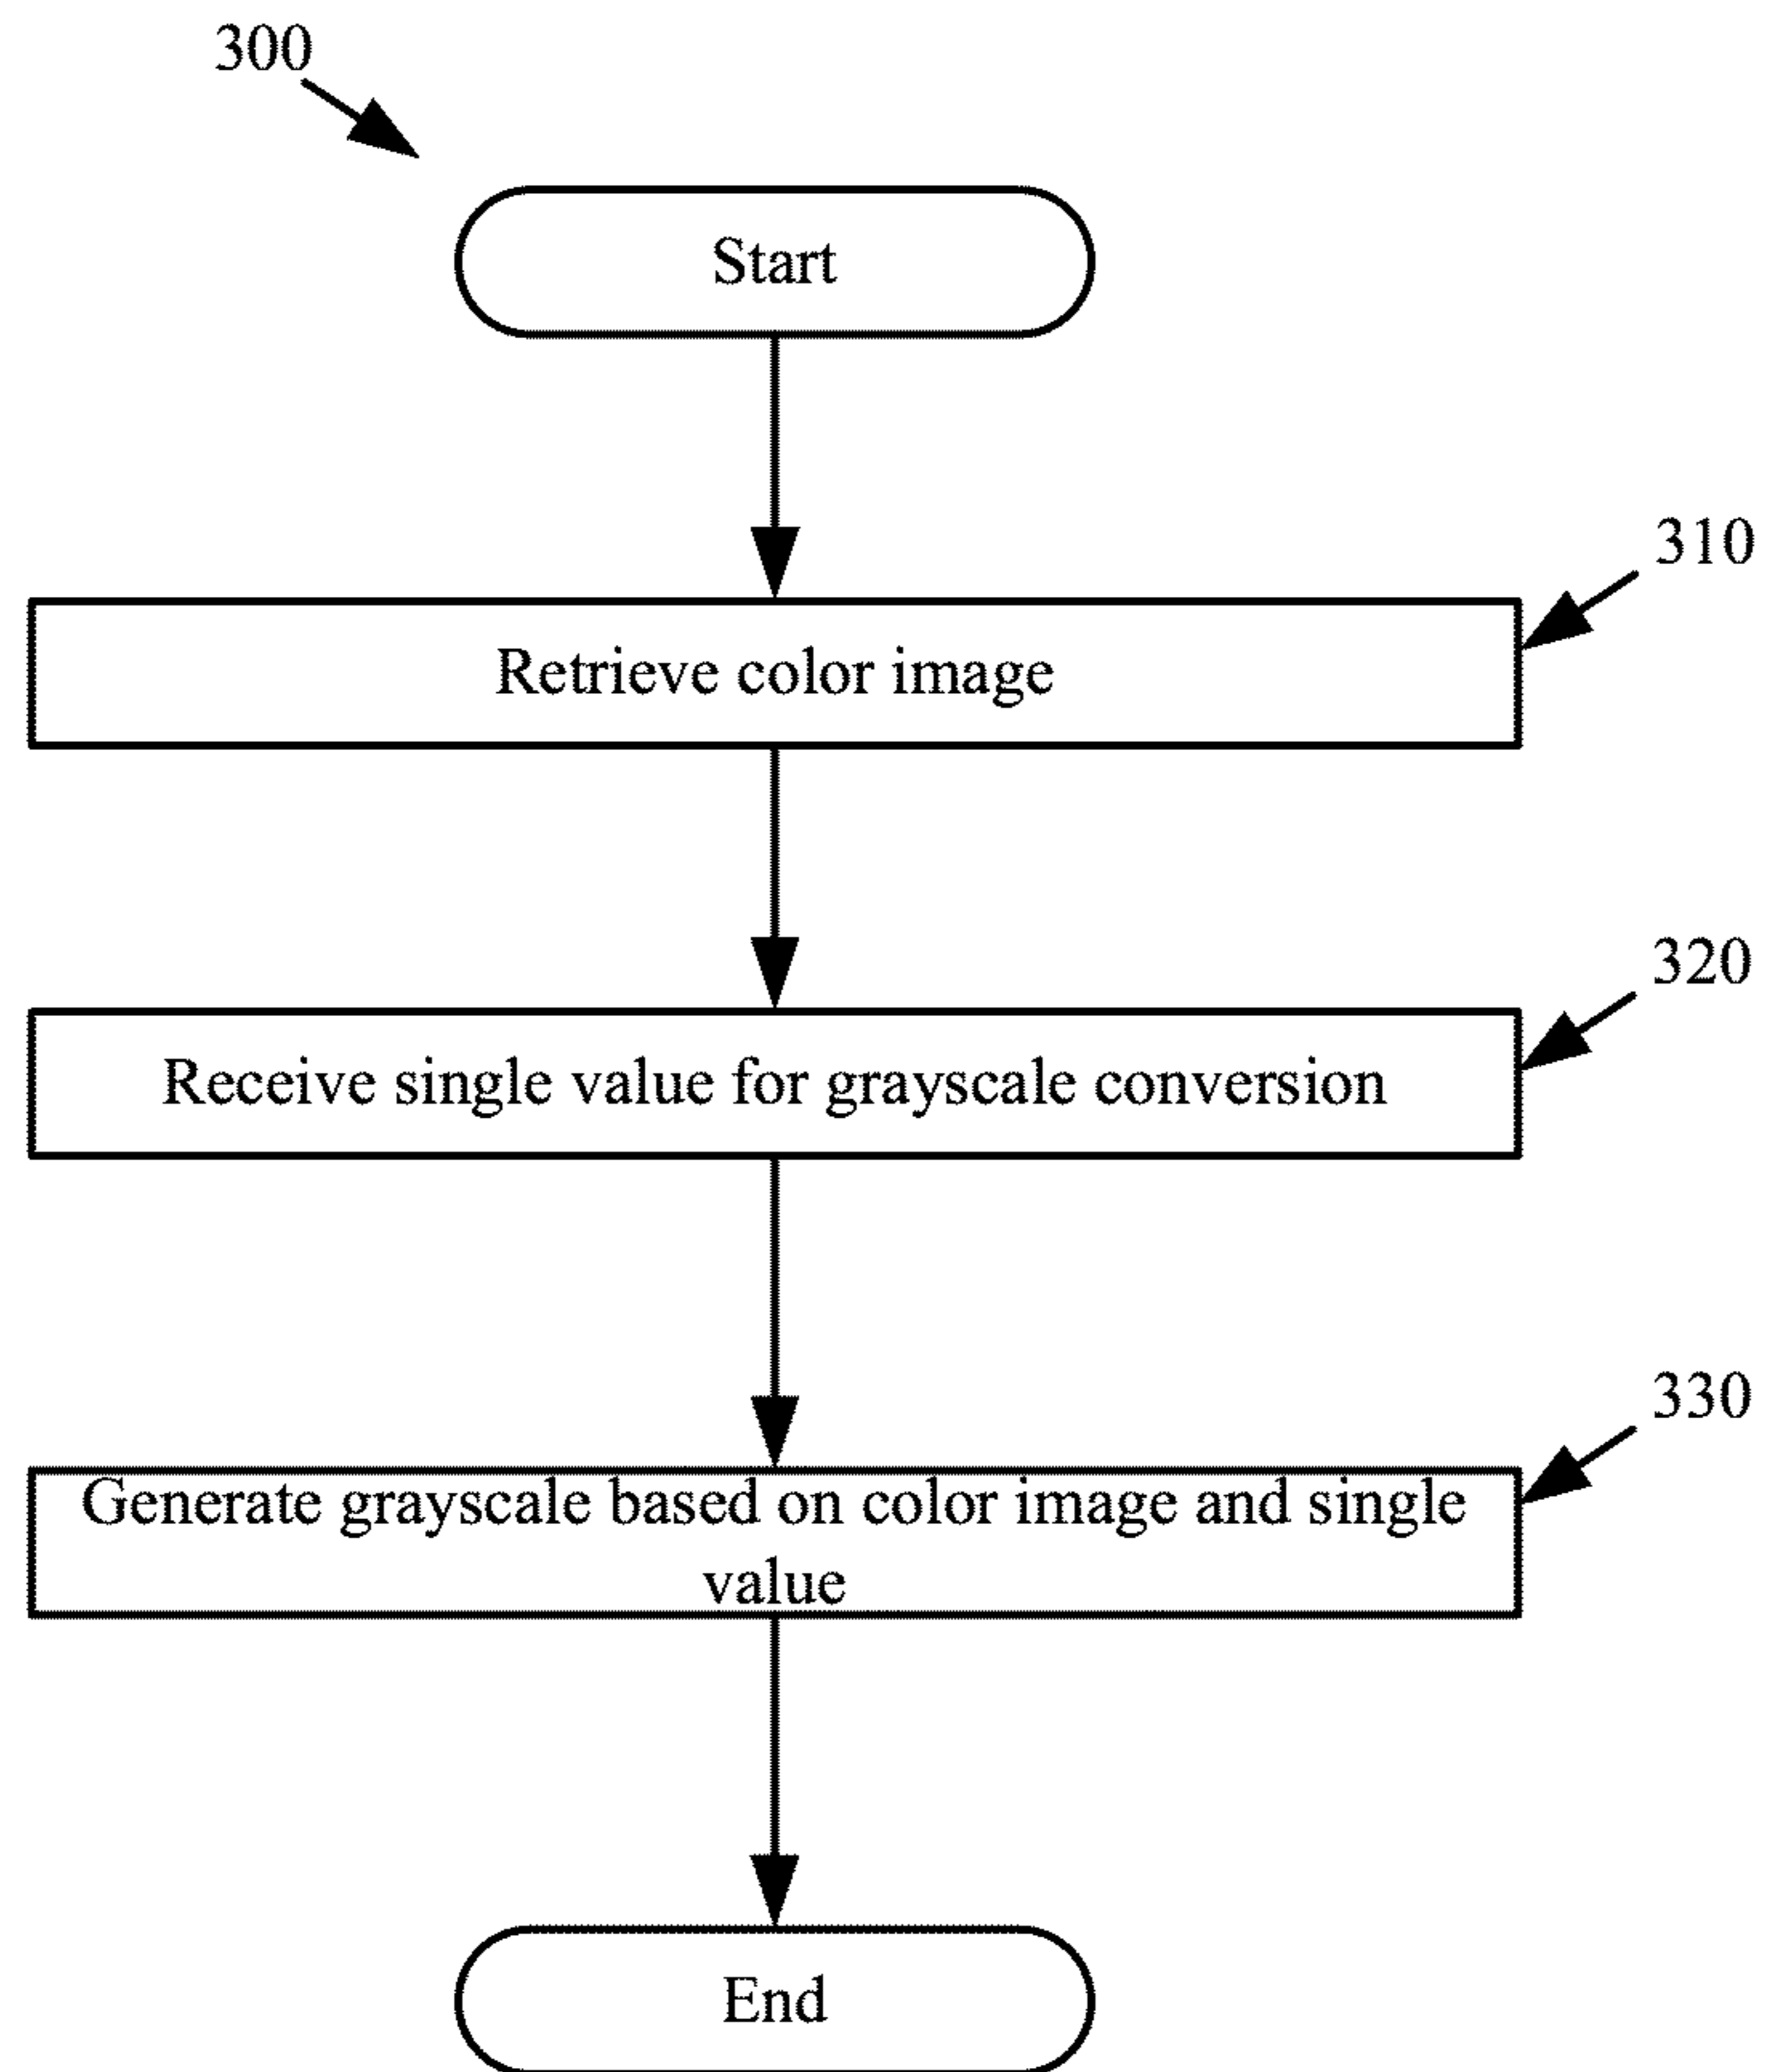 300
Start
310
Retrieve color image
320
Receive single value for grayscale conversion
330
Generate grayscale based on color image and single
value
End